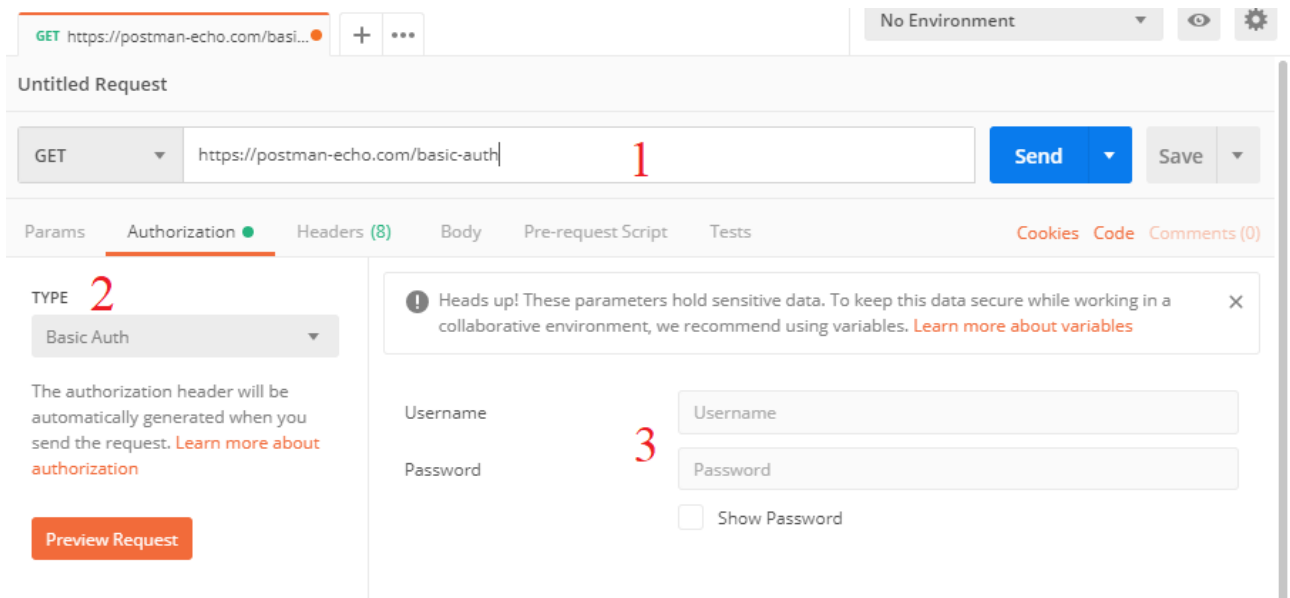 GET https://postman-echo.com/basi... + ••• No Environment
Untitled Request
GET https://postman-echo.com/basic-auth 1 Send Save
Params Authorization Headers (8) Body Pre-request Script Tests Cookies Code Comments (0)
TYPE 2
Basic Auth
The authorization header will be
automatically generated when you
send the request. Learn more about
authorization
Preview Request
Heads up! These parameters hold sensitive data. To keep this data secure while working in a
collaborative environment, we recommend using variables. Learn more about variables
Username Username
3
Password Password
Show Password